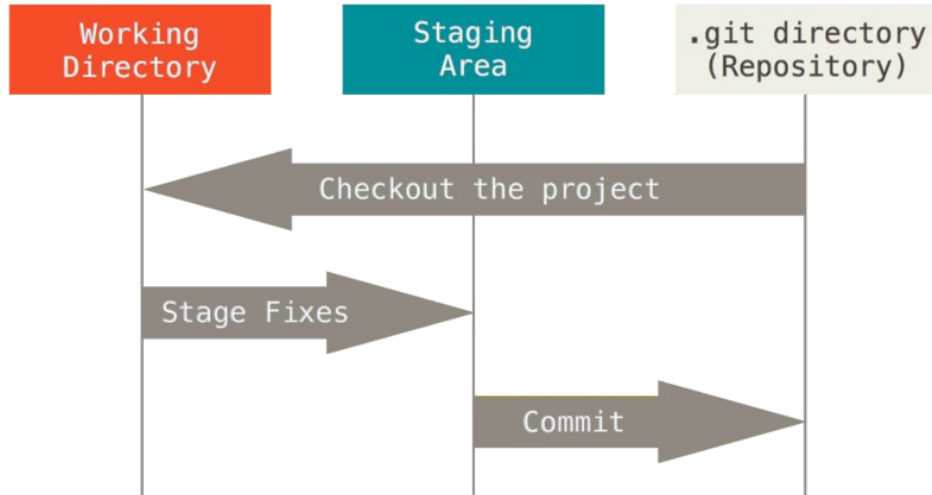 Working
Directory
Staging
Area
.git directory
(Repository)
Checkout the project
Stage Fixes
Commit